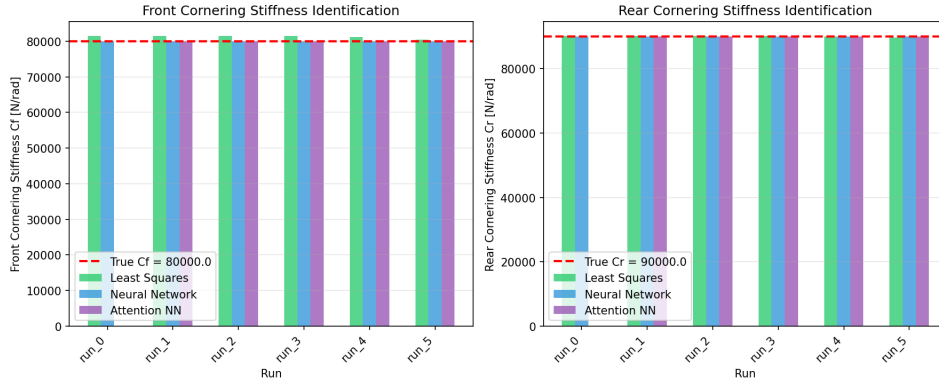 Front Cornering Stiffness Identification
Front Cornering Stiffness Cf [N/rad]
80000
70000
60000
50000
40000
30000
20000
10000
0
True Cf = 80000.0
Least Squares
Neural Network
Attention NN
run_0
run_1
run_2
run_3
run_4
run_5
Run
Rear Cornering Stiffness Identification
Rear Cornering Stiffness Cr [N/rad]
80000
60000
40000
20000
0
True Cr = 90000.0
Least Squares
Neural Network
Attention NN
run_0
run_1
run_2
run_3
run_4
run_5
Run